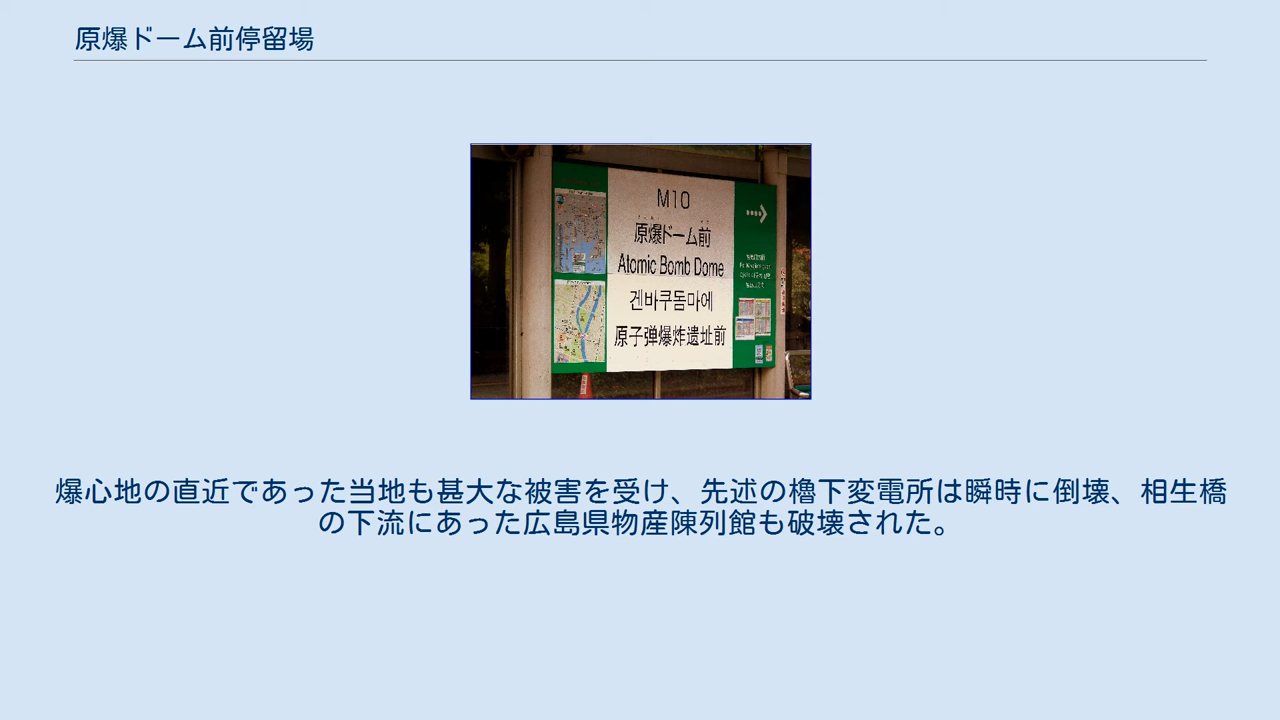 原爆ドーム前停留場
M10
原爆ドーム前
Atomic Bomb Dome
겐바쿠돔마에
原子弹爆炸遗址前
爆心地の直近であった当地も甚大な被害を受け、先述の櫓下変電所は瞬時に倒壊、相生橋
の下流にあった広島県物産陳列館も破壊された。